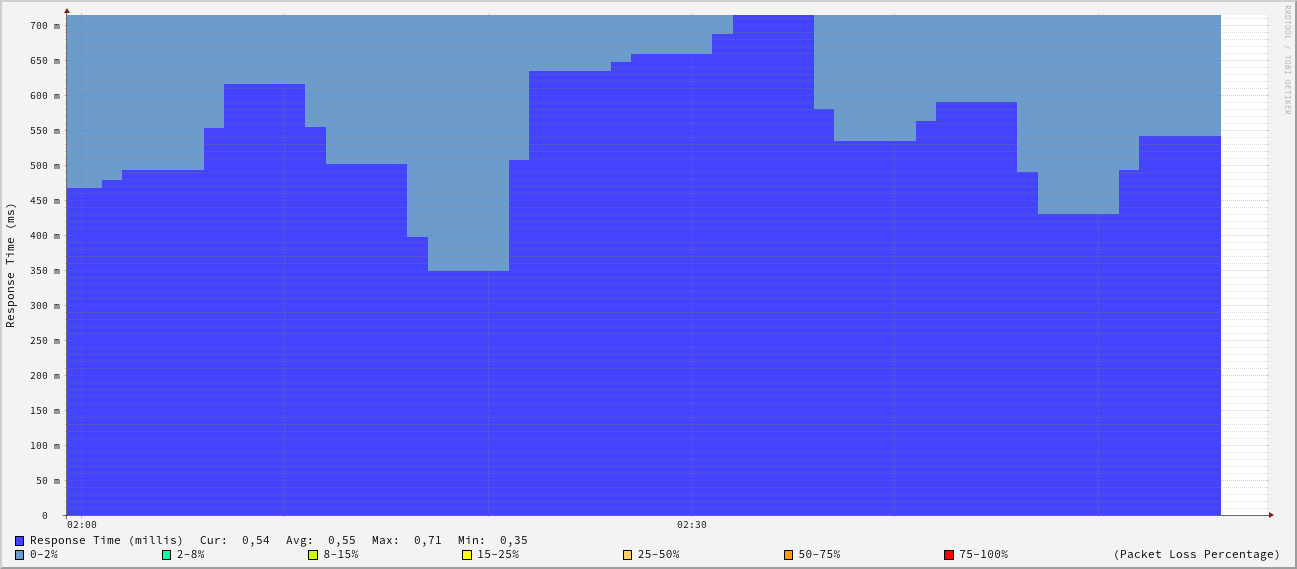 RRDTOOL / TOBI OETIKER
Response Time (ms)
700 m
650 m
600 m
550 m
500 m
450 m
400 m
350 m
300 m
250 m
200 m
150 m
100 m
50 m
0
02:00 02:30
Response Time (millis) Cur: 0,54 Avg: 0,55 Max: 0,71 Min: 0,35
0-2% 2-8% 8-15% 15-25% 25-50% 50-75% 75-100% (Packet Loss Percentage)